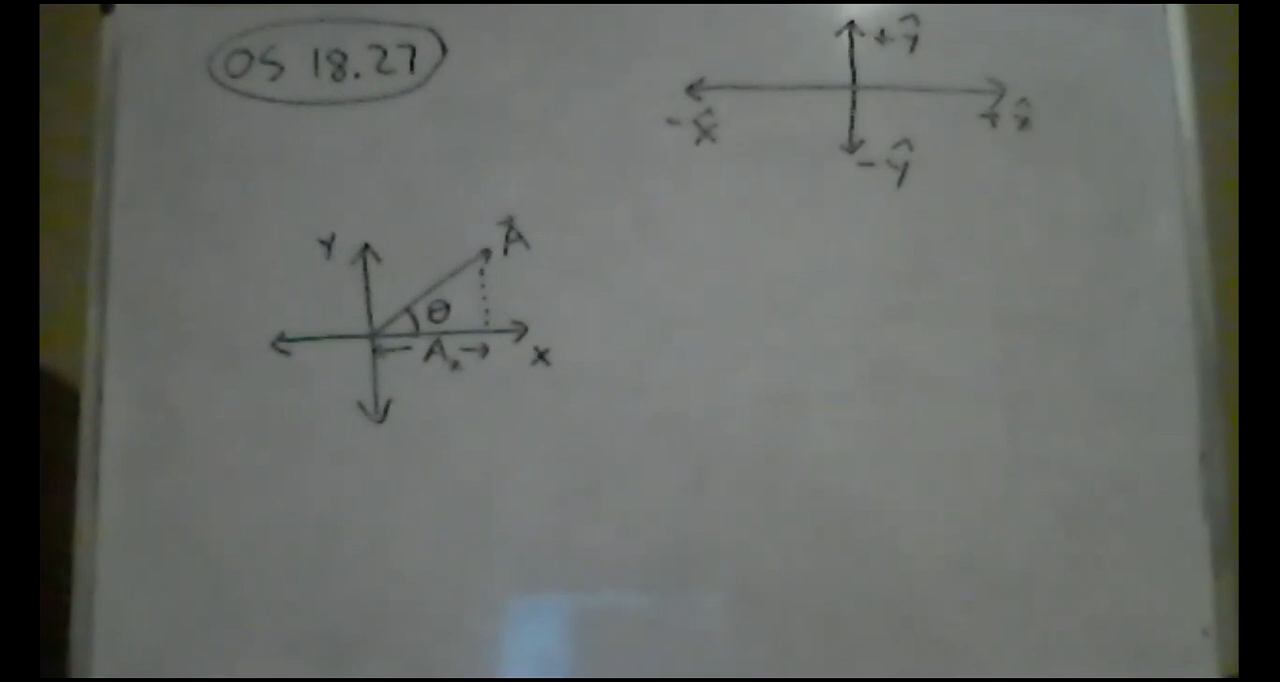 OS 18.27
+ŷ
-x̂
+x̂
-ŷ
Y
A⃗
θ
Aₓ
x